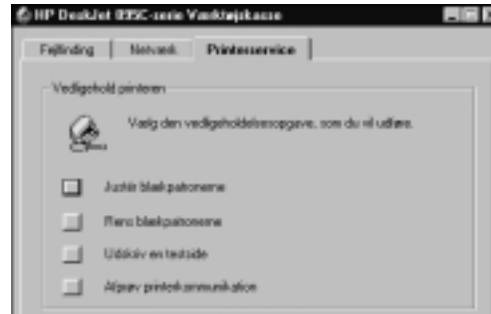 HP DeskJet 895C-serie Værktøjskasse
Fejlfinding Netværk Printerservice
Vedligehold printeren
Vælg den vedligeholdelsesopgave, som du vil udføre.
Justér blækpatronerne
Rens blækpatronerne
Udskriv en testside
Afprøv printerkommunikation